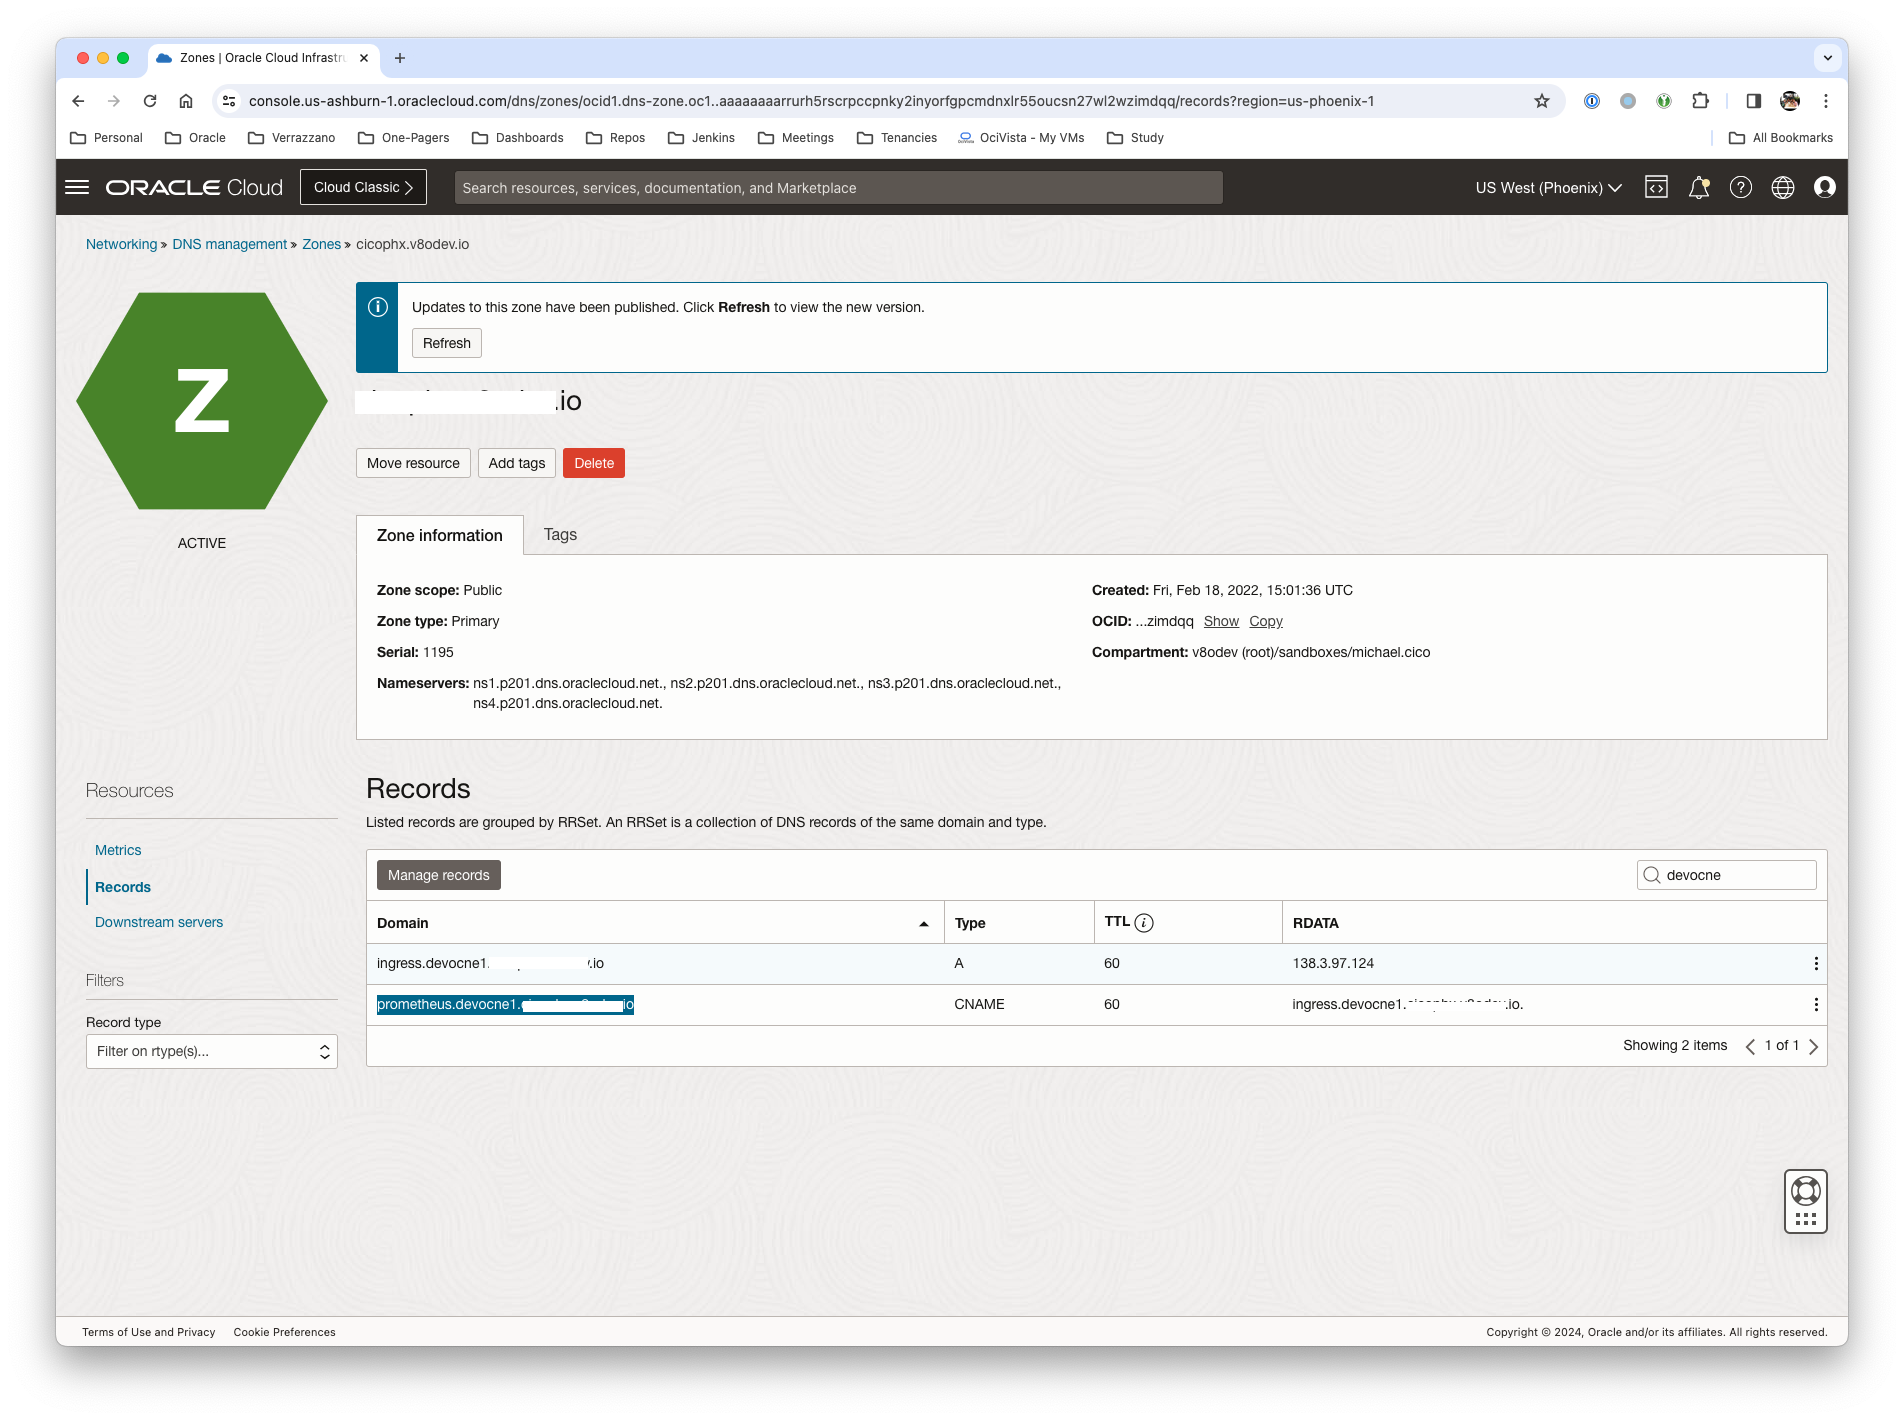 Zones | Oracle Cloud Infrastru
console.us-ashburn-1.oraclecloud.com/dns/zones/ocid1.dns-zone.oc1..aaaaaaaarrurh5rscrpccpnky2inyorfgpcmdnxlr55oucsn27wl2wzimdqq/records?region=us-phoenix-1
Personal Oracle Verrazzano One-Pagers Dashboards Repos Jenkins Meetings Tenancies OciVista - My VMs Study All Bookmarks
ORACLE Cloud Cloud Classic Search resources, services, documentation, and Marketplace US West (Phoenix)
Networking » DNS management » Zones » cicophx.v8odev.io
Updates to this zone have been published. Click Refresh to view the new version.
Refresh
Z
.io
Move resource Add tags Delete
ACTIVE
Zone information Tags
Zone scope: Public
Zone type: Primary
Serial: 1195
Nameservers: ns1.p201.dns.oraclecloud.net., ns2.p201.dns.oraclecloud.net., ns3.p201.dns.oraclecloud.net.,
ns4.p201.dns.oraclecloud.net.
Created: Fri, Feb 18, 2022, 15:01:36 UTC
OCID: ...zimdqq Show Copy
Compartment: v8odev (root)/sandboxes/michael.cico
Resources
Metrics
Records
Downstream servers
Filters
Record type
Filter on rtype(s)...
Records
Listed records are grouped by RRSet. An RRSet is a collection of DNS records of the same domain and type.
Manage records devocne
Domain Type TTL RDATA
ingress.devocne1. .io A 60 138.3.97.124
prometheus.devocne1. io CNAME 60 ingress.devocne1. .io.
Showing 2 items 1 of 1
Terms of Use and Privacy Cookie Preferences Copyright © 2024, Oracle and/or its affiliates. All rights reserved.